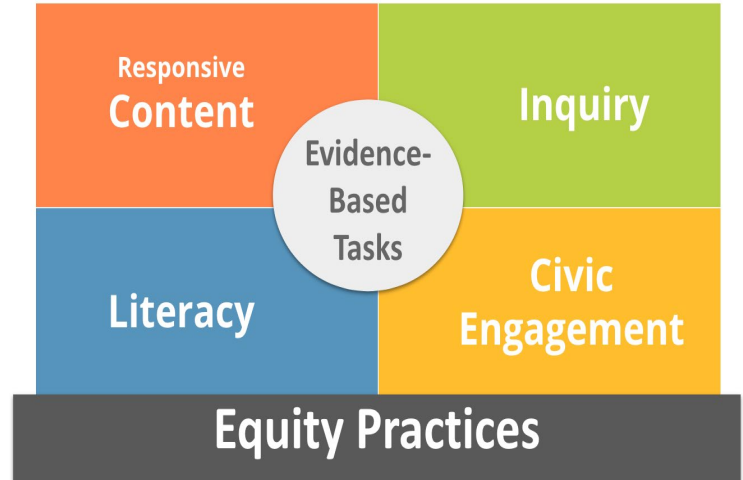 Responsive
Content
Inquiry
Evidence-
Based
Tasks
Literacy
Civic
Engagement
Equity Practices